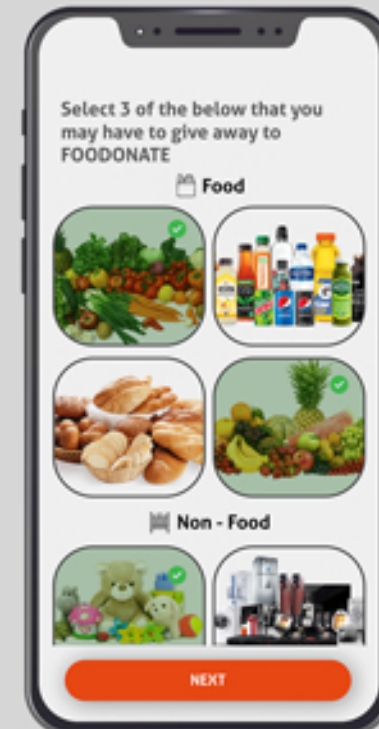 Select 3 of the below that you
may have to give away to
FOODONATE
Food
Non - Food
NEXT